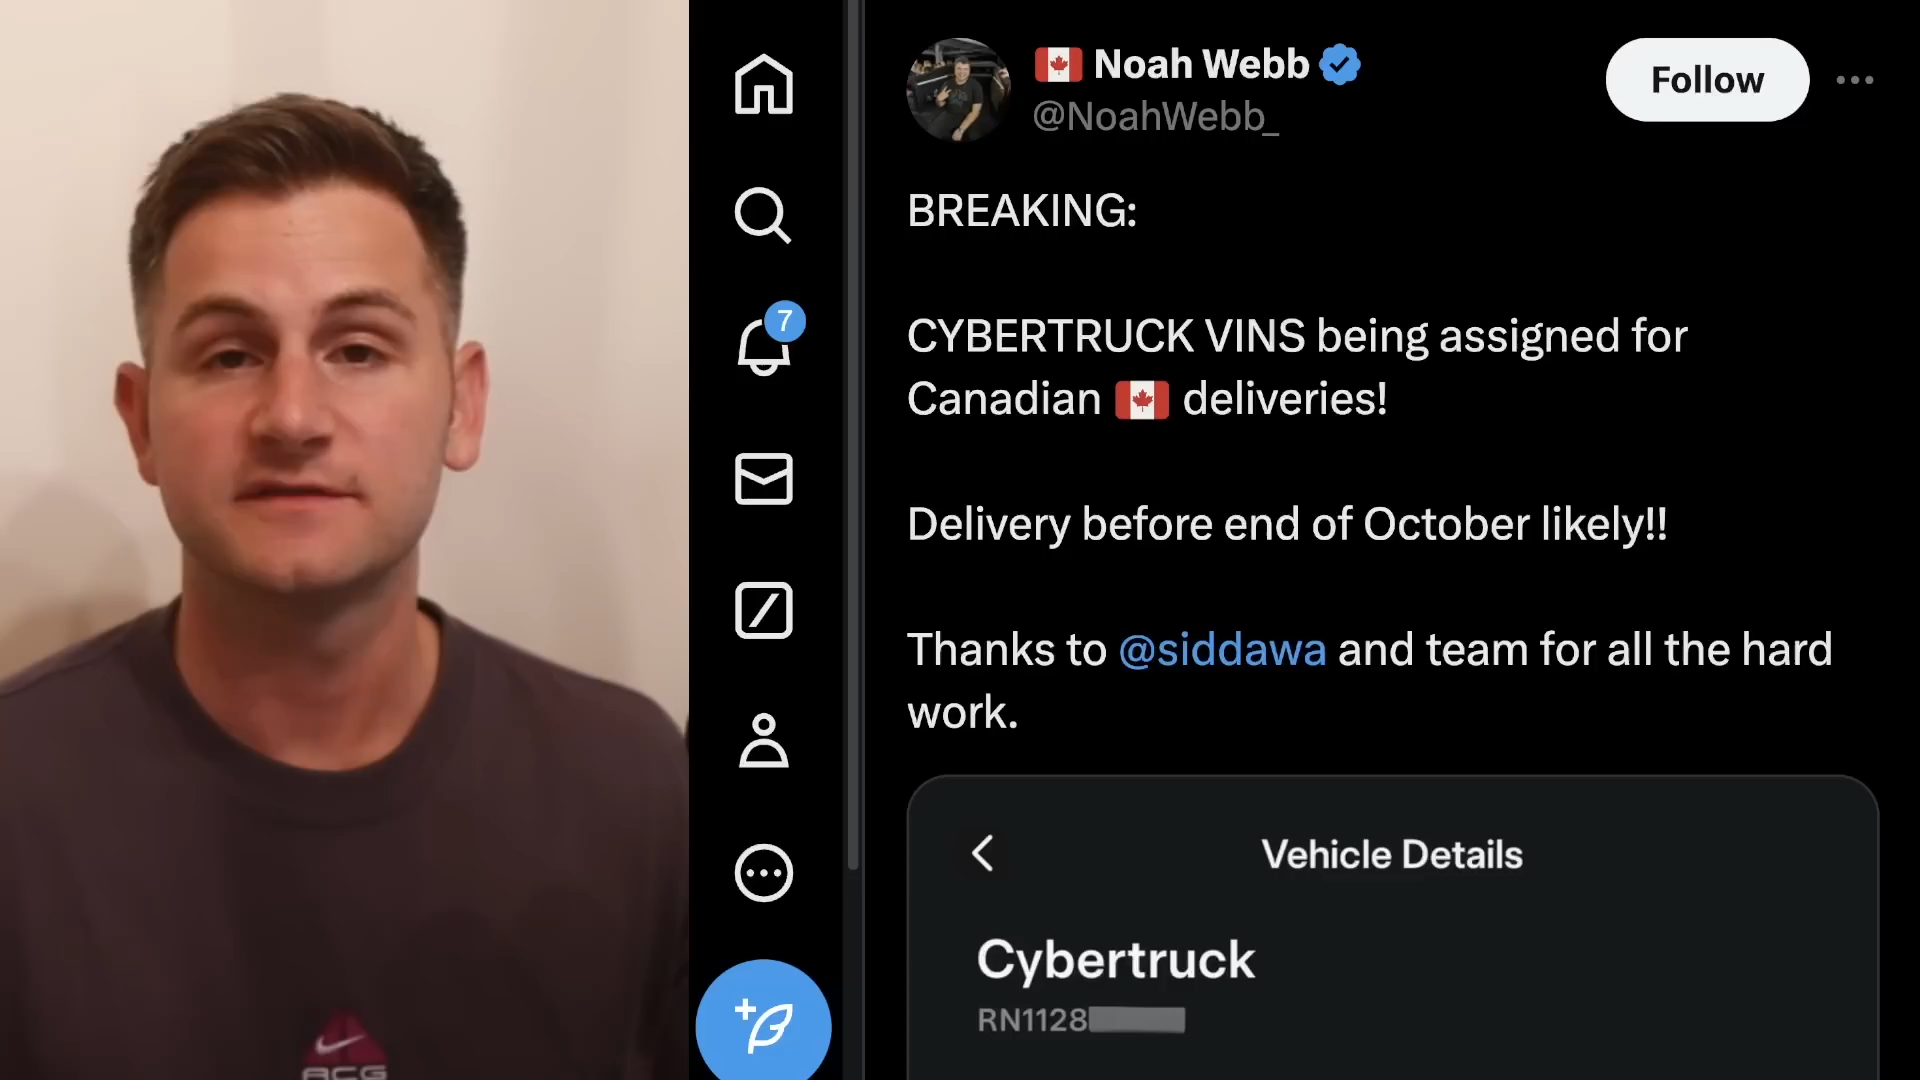 Noah Webb
@NoahWebb_
Follow
BREAKING:
CYBERTRUCK VINS being assigned for
Canadian 🇨🇦 deliveries!
Delivery before end of October likely!!
Thanks to @siddawa and team for all the hard
work.
7
Vehicle Details
Cybertruck
RN1128
ACG